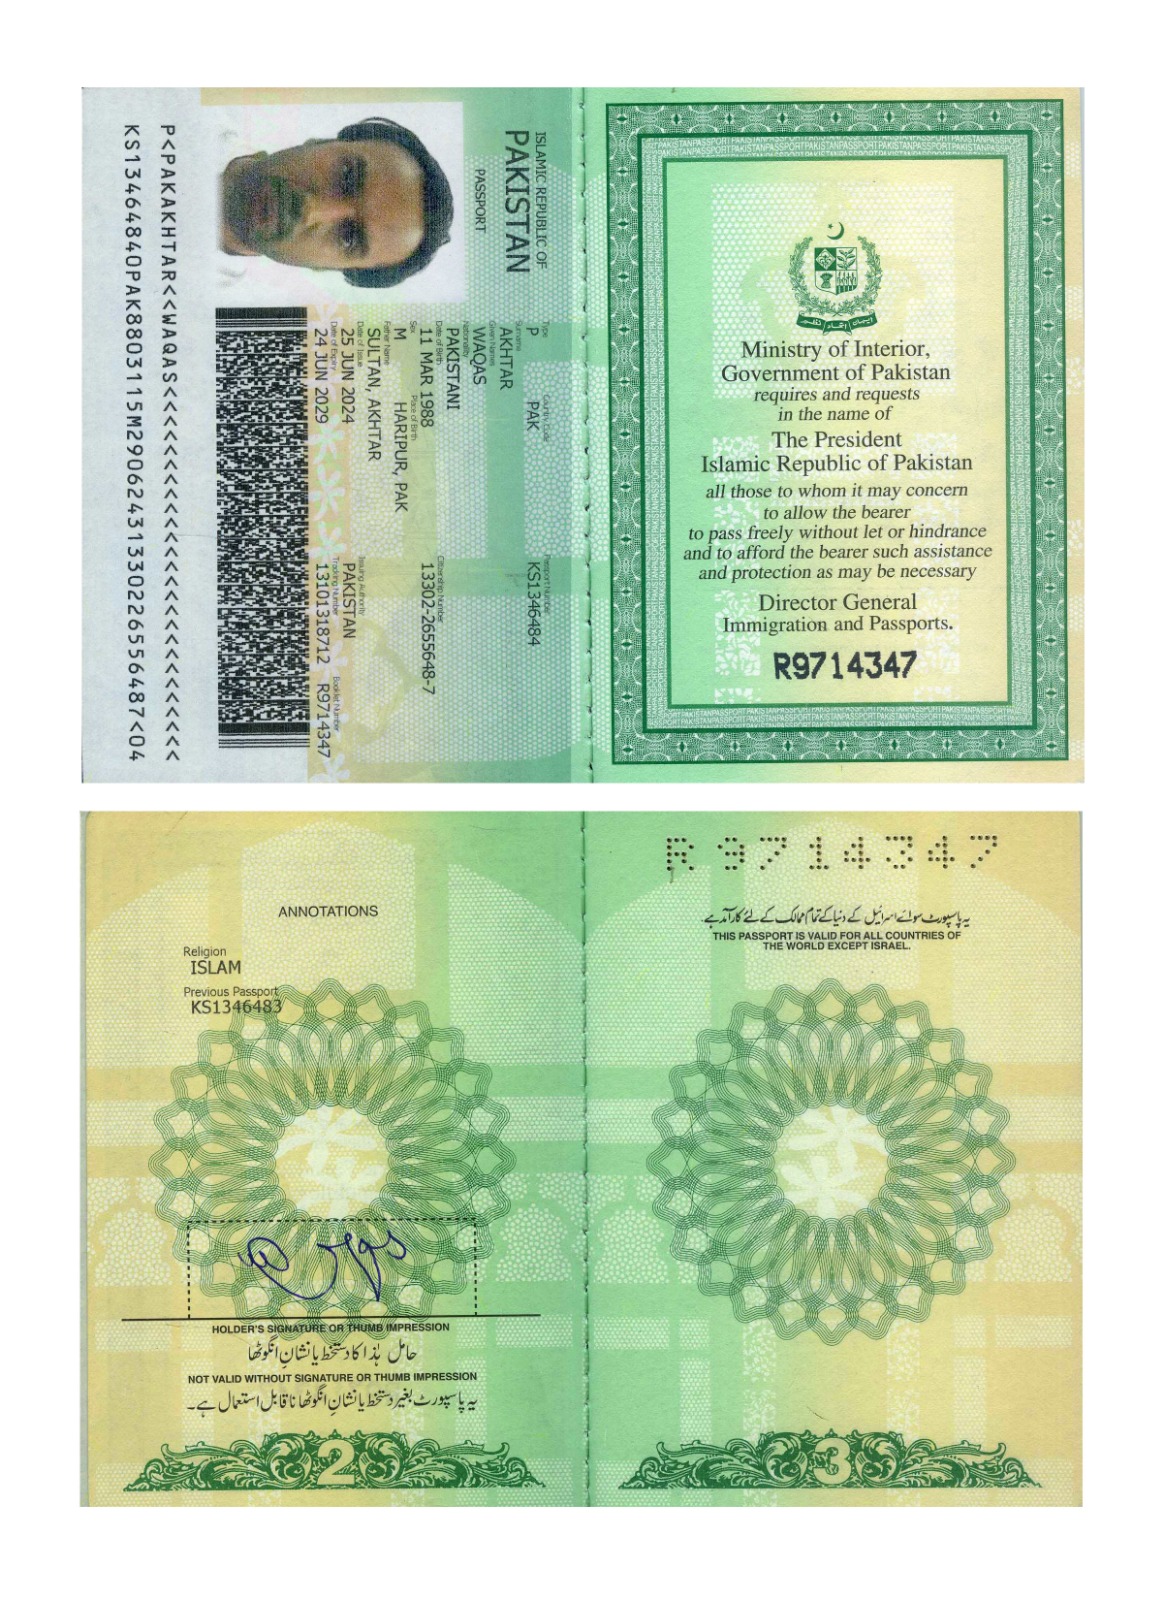 Ministry of Interior,
Government of Pakistan
requires and requests
in the name of
The President
Islamic Republic of Pakistan
all those to whom it may concern
to allow the bearer
to pass freely without let or hindrance
and to afford the bearer such assistance
and protection as may be necessary
Director General
Immigration and Passports.
R9714347
ISLAMIC REPUBLIC OF
PAKISTAN
PASSPORT
Type Country Code Passport Number
P PAK KS1346484
Surname
AKHTAR
Given Names
WAQAS
Nationality
PAKISTANI
Date of Birth Citizenship Number
11 MAR 1988 13302-2655648-7
Sex Place of Birth
M HARIPUR, PAK
Father Name
SULTAN, AKHTAR
Date of Issue Issuing Authority
25 JUN 2024 PAKISTAN
Date of Expiry Tracking Number Booklet Number
24 JUN 2029 13101318712 R9714347
P<PAKAKHTAR<<WAQAS<<<<<<<<<<<<<<<<<<<<<<<<<<
KS13464840PAK8803115M2906243133022655648 7<04
R9714347
یہ پاسپورٹ سوائے اسرائیل کے دنیا کے تمام ممالک کے لئے کارآمد ہے
THIS PASSPORT IS VALID FOR ALL COUNTRIES OF
THE WORLD EXCEPT ISRAEL.
3
ANNOTATIONS
Religion
ISLAM
Previous Passport
KS1346483
HOLDER'S SIGNATURE OR THUMB IMPRESSION
حامل ہذا کا دستخط یا نشان انگوٹھا
NOT VALID WITHOUT SIGNATURE OR THUMB IMPRESSION
یہ پاسپورٹ بغیر دستخط یا نشان انگوٹھا ناقابل استعمال ہے۔
2